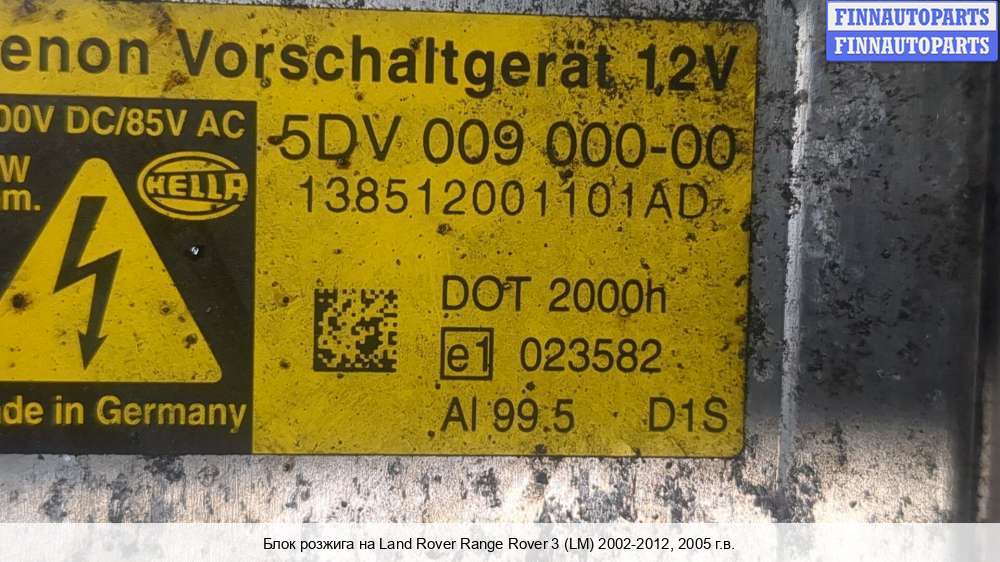 FINNAUTOPARTS
FINNAUTOPARTS
enon Vorschaltgerät 12V
00V DC/85V AC
5DV 009 000-00
W
m.
HELLA
138512001101AD
DOT 2000h
e1 023582
de in Germany
Al 99.5 D1S
Блок розжига на Land Rover Range Rover 3 (LM) 2002-2012, 2005 г.в.